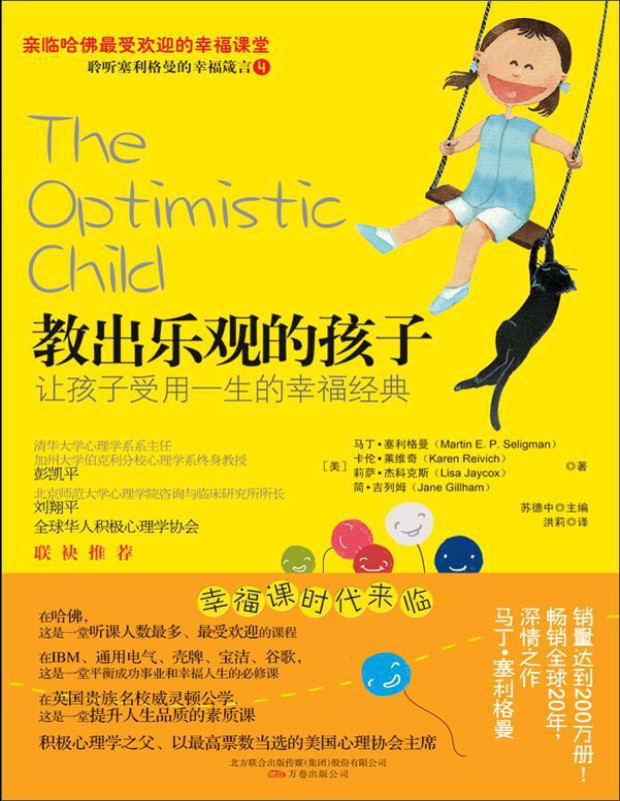 亲临哈佛最受欢迎的幸福课堂
聆听塞利格曼的幸福箴言4
The
Optimistic
Child
教出乐观的孩子
让孩子受用一生的幸福经典
清华大学心理学系系主任
加州大学伯克利分校心理学系终身教授
彭凯平
北京师范大学心理学院咨询与临床研究所所长
刘翔平
全球华人积极心理学协会
联袂推荐
[美]
马丁·塞利格曼(Martin E. P. Seligman)
卡伦·莱维奇(Karen Reivich)
莉萨·杰科克斯(Lisa Jaycox)
简·吉列姆(Jane Gillham)
◎著
苏德中◎主编
洪莉◎译
幸福课时代来临
在哈佛，
这是一堂听课人数最多、最受欢迎的课程
在IBM、通用电气、壳牌、宝洁、谷歌，
这是一堂平衡成功事业和幸福人生的必修课
在英国贵族名校威灵顿公学，
这是一堂提升人生品质的素质课
积极心理学之父、以最高票数当选的美国心理协会主席
销量达到200万册！
畅销全球20年，
深情之作
马丁·塞利格曼
北方联合出版传媒(集团)股份有限公司
万卷出版公司